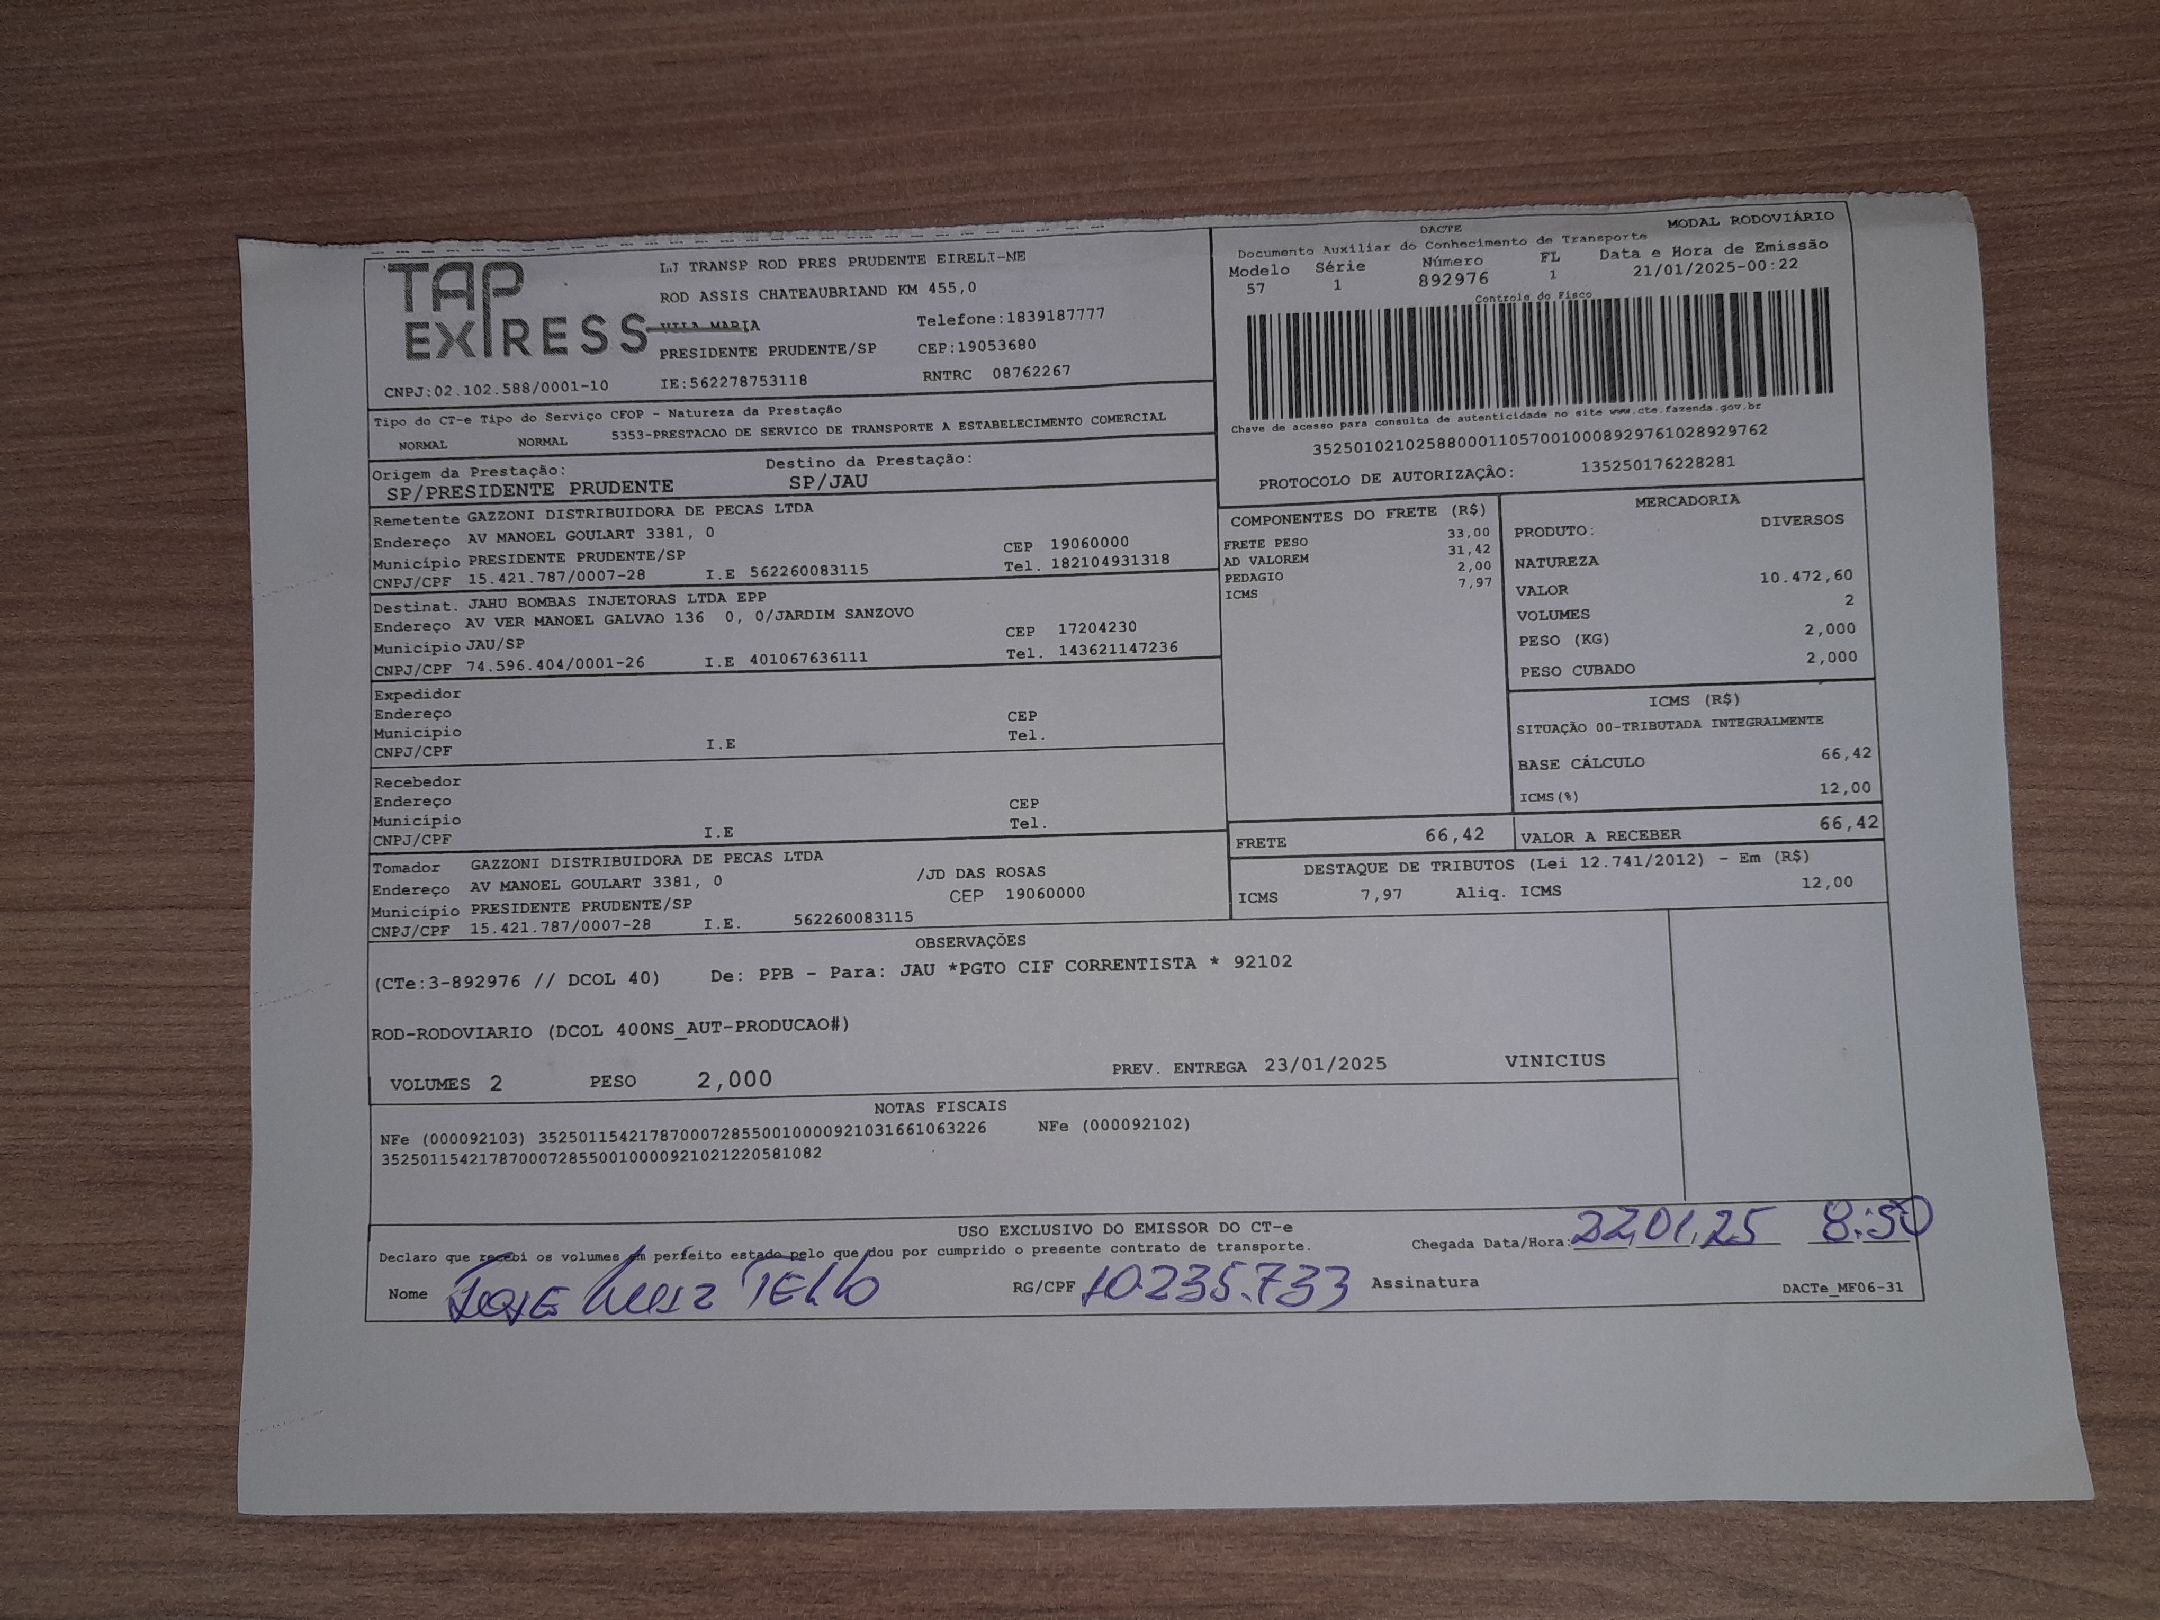 TAP
EXPRESS
LJ TRANSP ROD PRES PRUDENTE EIRELI-ME
ROD ASSIS CHATEAUBRIAND KM 455,0
VILA MARIA Telefone:1839187777
PRESIDENTE PRUDENTE/SP CEP:19053680
CNPJ:02.102.588/0001-10 IE:562278753118 RNTRC 08762267
DACTE MODAL RODOVIÁRIO
Documento Auxiliar do Conhecimento de Transporte
Modelo Série Número FL Data e Hora de Emissão
57 1 892976 1 21/01/2025-00:22
Controle do Fisco
Chave de acesso para consulta de autenticidade no site www.cte.fazenda.gov.br
35250102102588000110570010008929761028929762
PROTOCOLO DE AUTORIZAÇÃO: 135250176228281
Tipo do CT-e Tipo do Serviço CFOP - Natureza da Prestação
NORMAL NORMAL 5353-PRESTACAO DE SERVICO DE TRANSPORTE A ESTABELECIMENTO COMERCIAL
Origem da Prestação: Destino da Prestação:
SP/PRESIDENTE PRUDENTE SP/JAU
Remetente GAZZONI DISTRIBUIDORA DE PECAS LTDA
Endereço AV MANOEL GOULART 3381, 0
Município PRESIDENTE PRUDENTE/SP CEP 19060000
CNPJ/CPF 15.421.787/0007-28 I.E 562260083115 Tel. 182104931318
Destinat. JAHU BOMBAS INJETORAS LTDA EPP
Endereço AV VER MANOEL GALVAO 136 0, 0/JARDIM SANZOVO
Município JAU/SP CEP 17204230
CNPJ/CPF 74.596.404/0001-26 I.E 401067636111 Tel. 143621147236
Expedidor
Endereço CEP
Município Tel.
CNPJ/CPF I.E
Recebedor
Endereço CEP
Município Tel.
CNPJ/CPF I.E
Tomador GAZZONI DISTRIBUIDORA DE PECAS LTDA
Endereço AV MANOEL GOULART 3381, 0 /JD DAS ROSAS
Município PRESIDENTE PRUDENTE/SP CEP 19060000
CNPJ/CPF 15.421.787/0007-28 I.E. 562260083115
COMPONENTES DO FRETE (R$)
FRETE PESO 33,00
AD VALOREM 31,42
PEDAGIO 2,00
ICMS 7,97
MERCADORIA
PRODUTO: DIVERSOS
NATUREZA
VALOR 10.472,60
VOLUMES 2
PESO (KG) 2,000
PESO CUBADO 2,000
ICMS (R$)
SITUAÇÃO 00-TRIBUTADA INTEGRALMENTE
BASE CÁLCULO 66,42
ICMS(%) 12,00
FRETE 66,42 VALOR A RECEBER 66,42
DESTAQUE DE TRIBUTOS (Lei 12.741/2012) - Em (R$)
ICMS 7,97 Aliq. ICMS 12,00
OBSERVAÇÕES
(CTe:3-892976 // DCOL 40) De: PPB - Para: JAU *PGTO CIF CORRENTISTA * 92102
ROD-RODOVIARIO (DCOL 400NS_AUT-PRODUCAO#)
VOLUMES 2 PESO 2,000 PREV. ENTREGA 23/01/2025 VINICIUS
NOTAS FISCAIS
NFe (000092103) 35250115421787000728550010000921031661063226 NFe (000092102)
35250115421787000728550010000921021220581082
USO EXCLUSIVO DO EMISSOR DO CT-e
Declaro que recebi os volumes em perfeito estado pelo que dou por cumprido o presente contrato de transporte. Chegada Data/Hora: 22,01,25 8:50
Nome JOSE LUIZ TELLO RG/CPF 10235.733 Assinatura DACTe_MF06-31